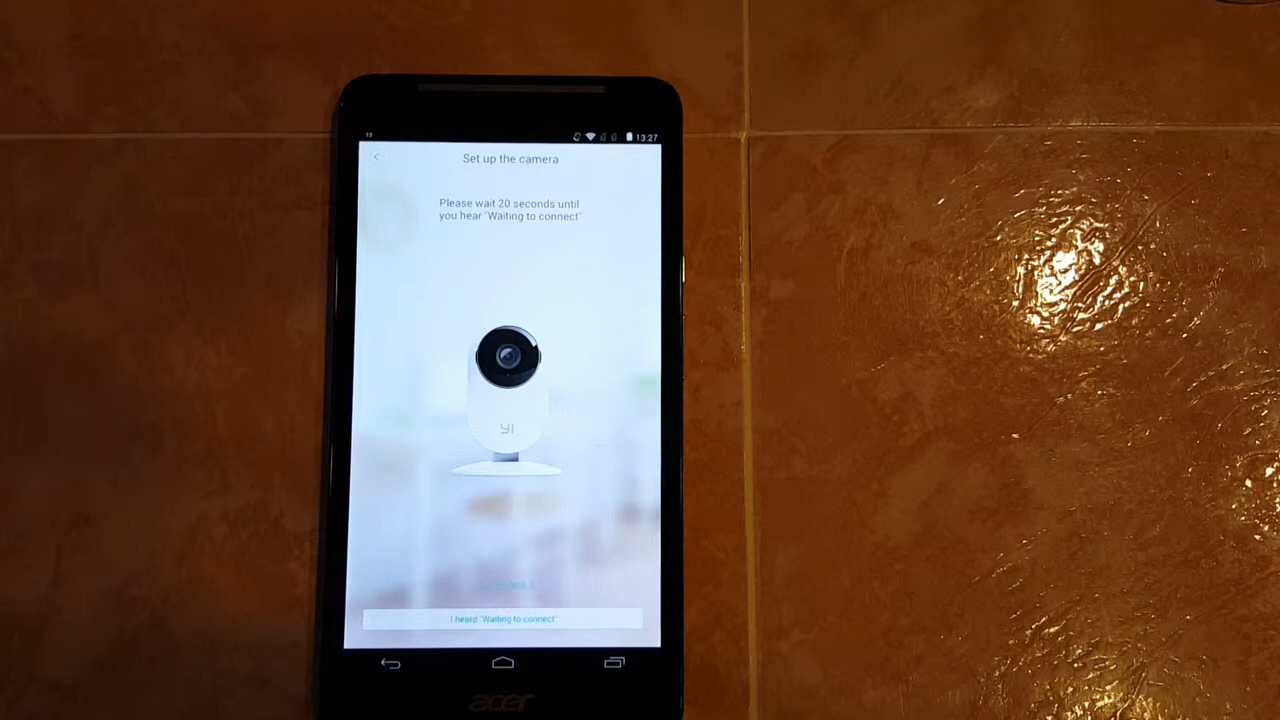 13:27
Set up the camera
Please wait 20 seconds until
you hear "Waiting to connect"
YI
I heard "Waiting to connect"
acer